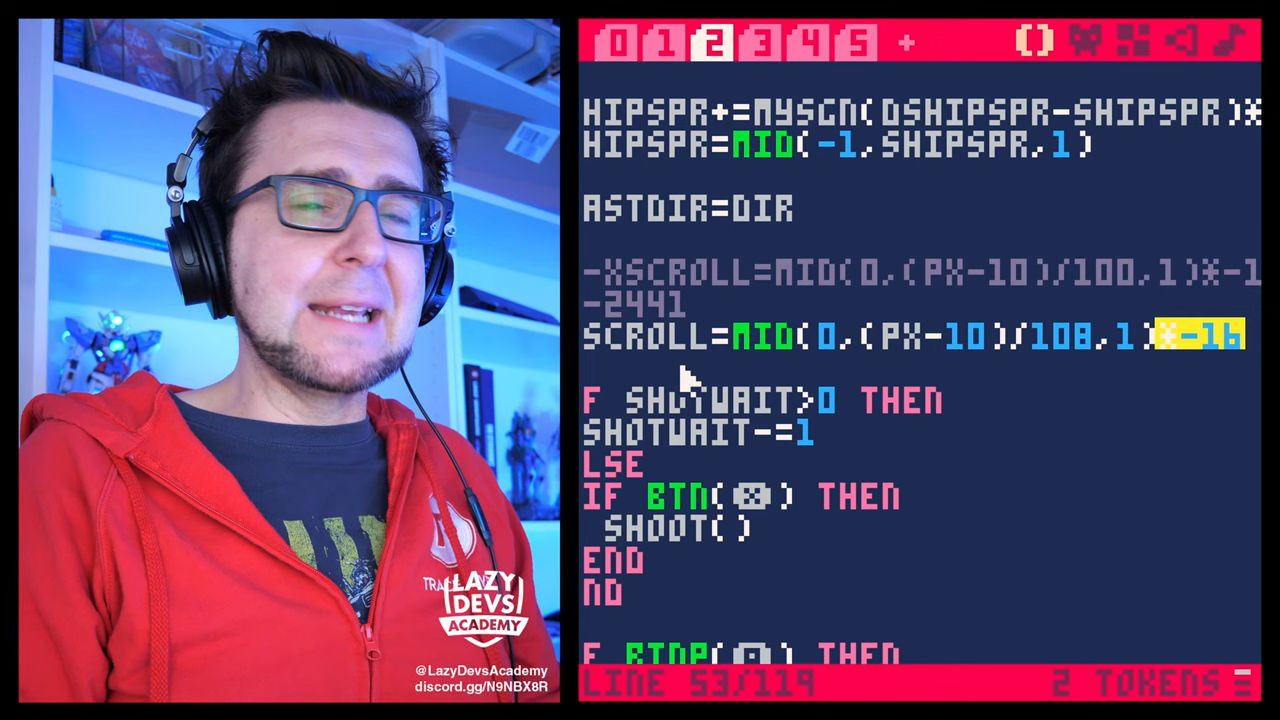 0 1 2 3 4 5 +
HIPSPR+=MYSGN(DSHIPSPR-SHIPSPR)*
HIPSPR=MID(-1,SHIPSPR,1)
ASTDIR=DIR
-XSCROLL=MID(0,(PX-10)/100,1)*-1
-2441
SCROLL=MID(0,(PX-10)/108,1)*-16
F SHOTWAIT>0 THEN
SHOTWAIT-=1
LSE
IF BTN(❎) THEN
SHOOT()
END
ND
F BTNP( ) THEN
LINE 53/119
2 TOKENS
LAZY
DEVS
ACADEMY
@LazyDevsAcademy
discord.gg/N9NBX8R